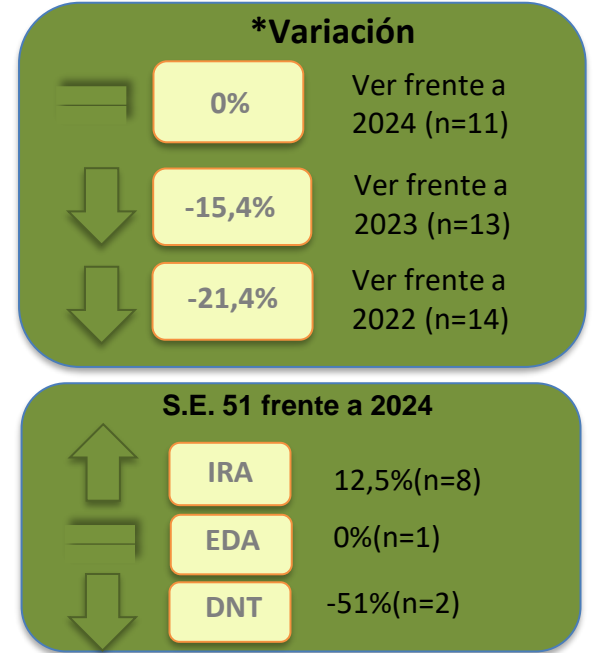 *Variación
0%
Ver frente a
2024 (n=11)
-15,4%
Ver frente a
2023 (n=13)
-21,4%
Ver frente a
2022 (n=14)
S.E. 51 frente a 2024
IRA
12,5%(n=8)
EDA
0%(n=1)
DNT
-51%(n=2)